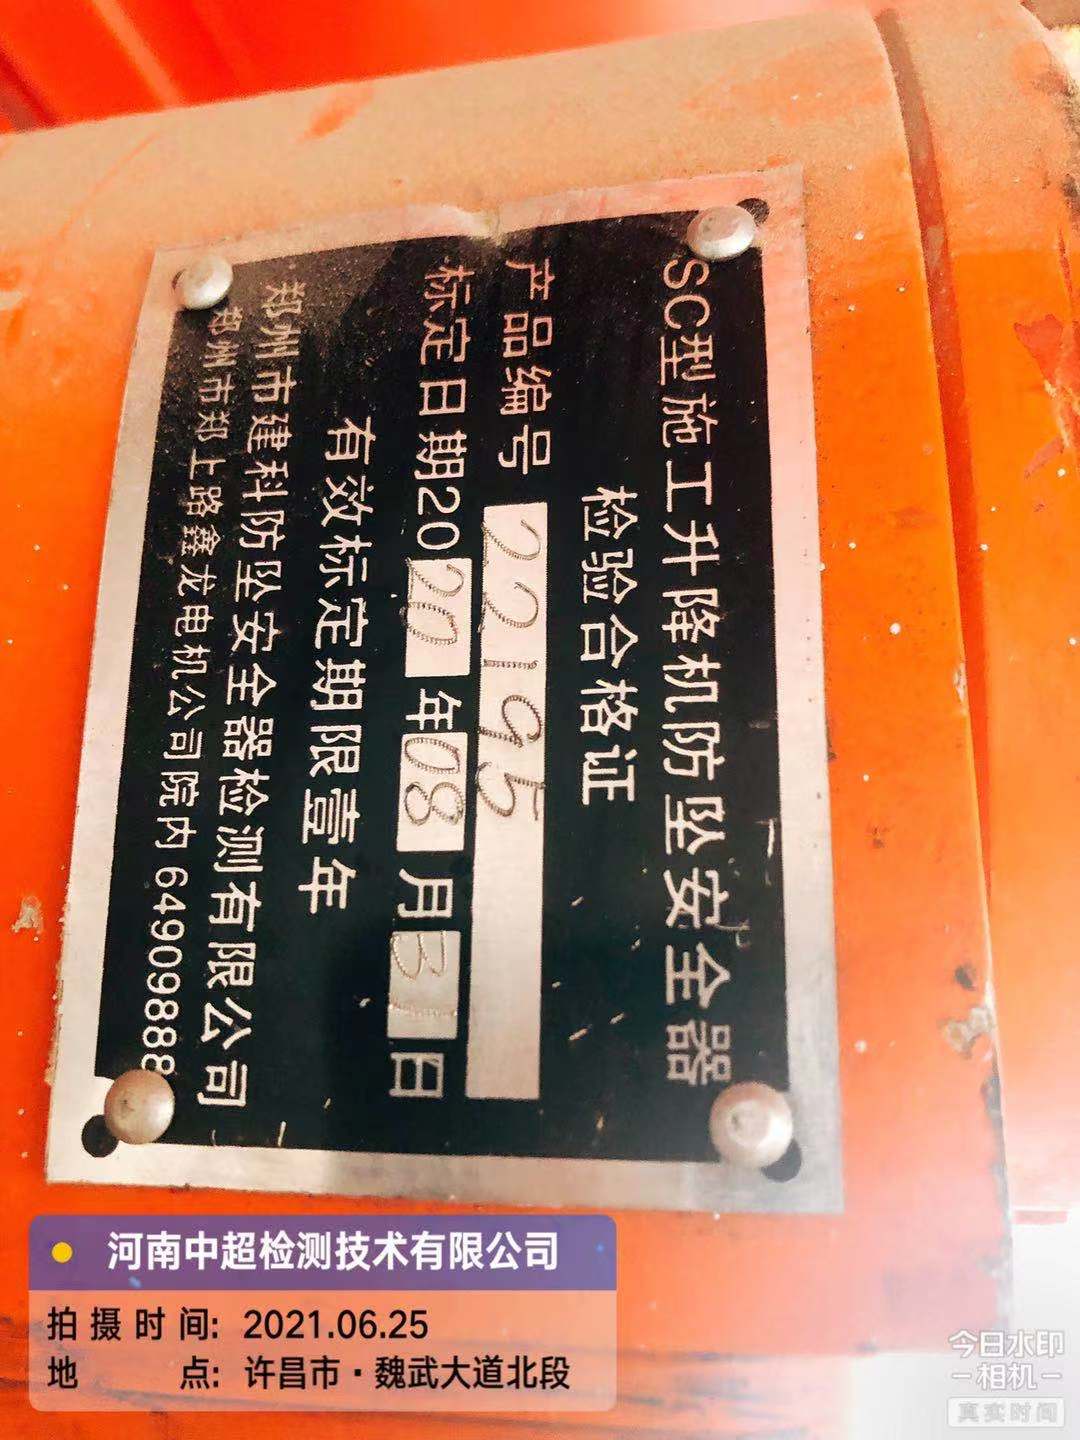 SC型施工升降机防坠安全器
检验合格证
产品编号 22195
标定日期2020年08月31日
有效标定期限壹年
郑州市建科防坠安全器检测有限公司
郑州市郑上路鑫龙电机公司院内 64909888
河南中超检测技术有限公司
拍摄时间: 2021.06.25
地 点: 许昌市·魏武大道北段
今日水印
相机
真实时间